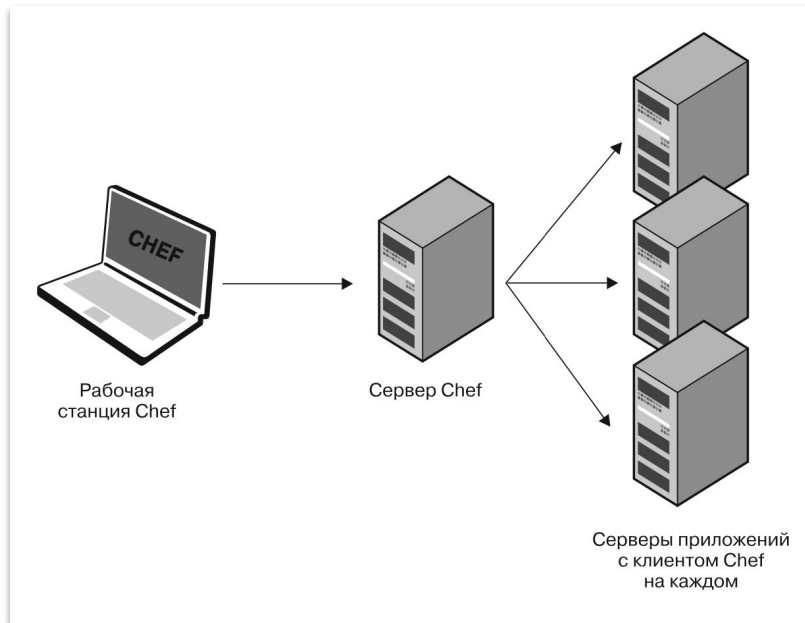 CHEF
Рабочая
станция Chef
Сервер Chef
Серверы приложений
с клиентом Chef
на каждом